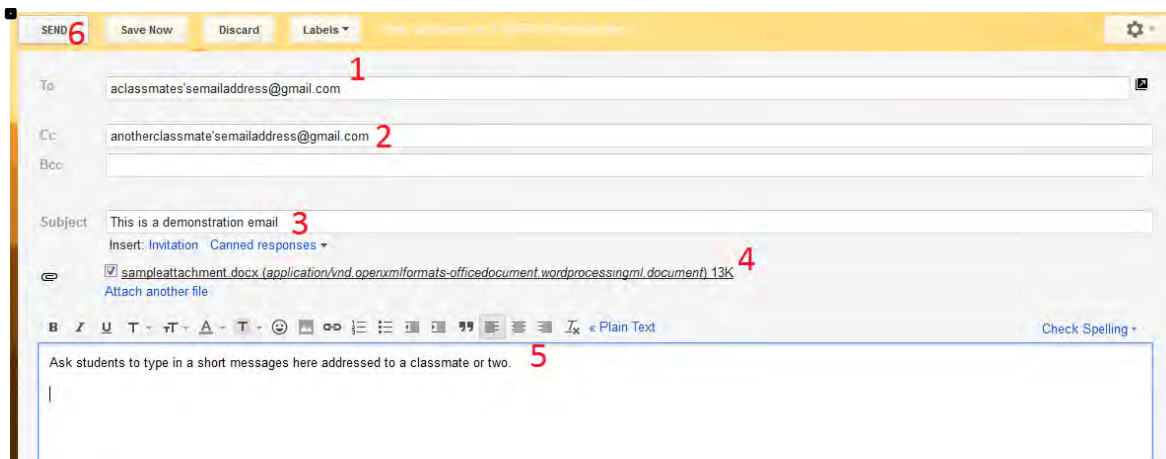 SEND 6 Save Now Discard Labels
1
To aclassmates'semailaddress@gmail.com
Cc anotherclassmate'semailaddress@gmail.com 2
Bcc
Subject This is a demonstration email 3
Insert: Invitation Canned responses
4
sampleattachment.docx (application/vnd.openxmlformats-officedocument.wordprocessingml.document) 13K
Attach another file
B I U T T A T Tx « Plain Text Check Spelling
Ask students to type in a short messages here addressed to a classmate or two. 5